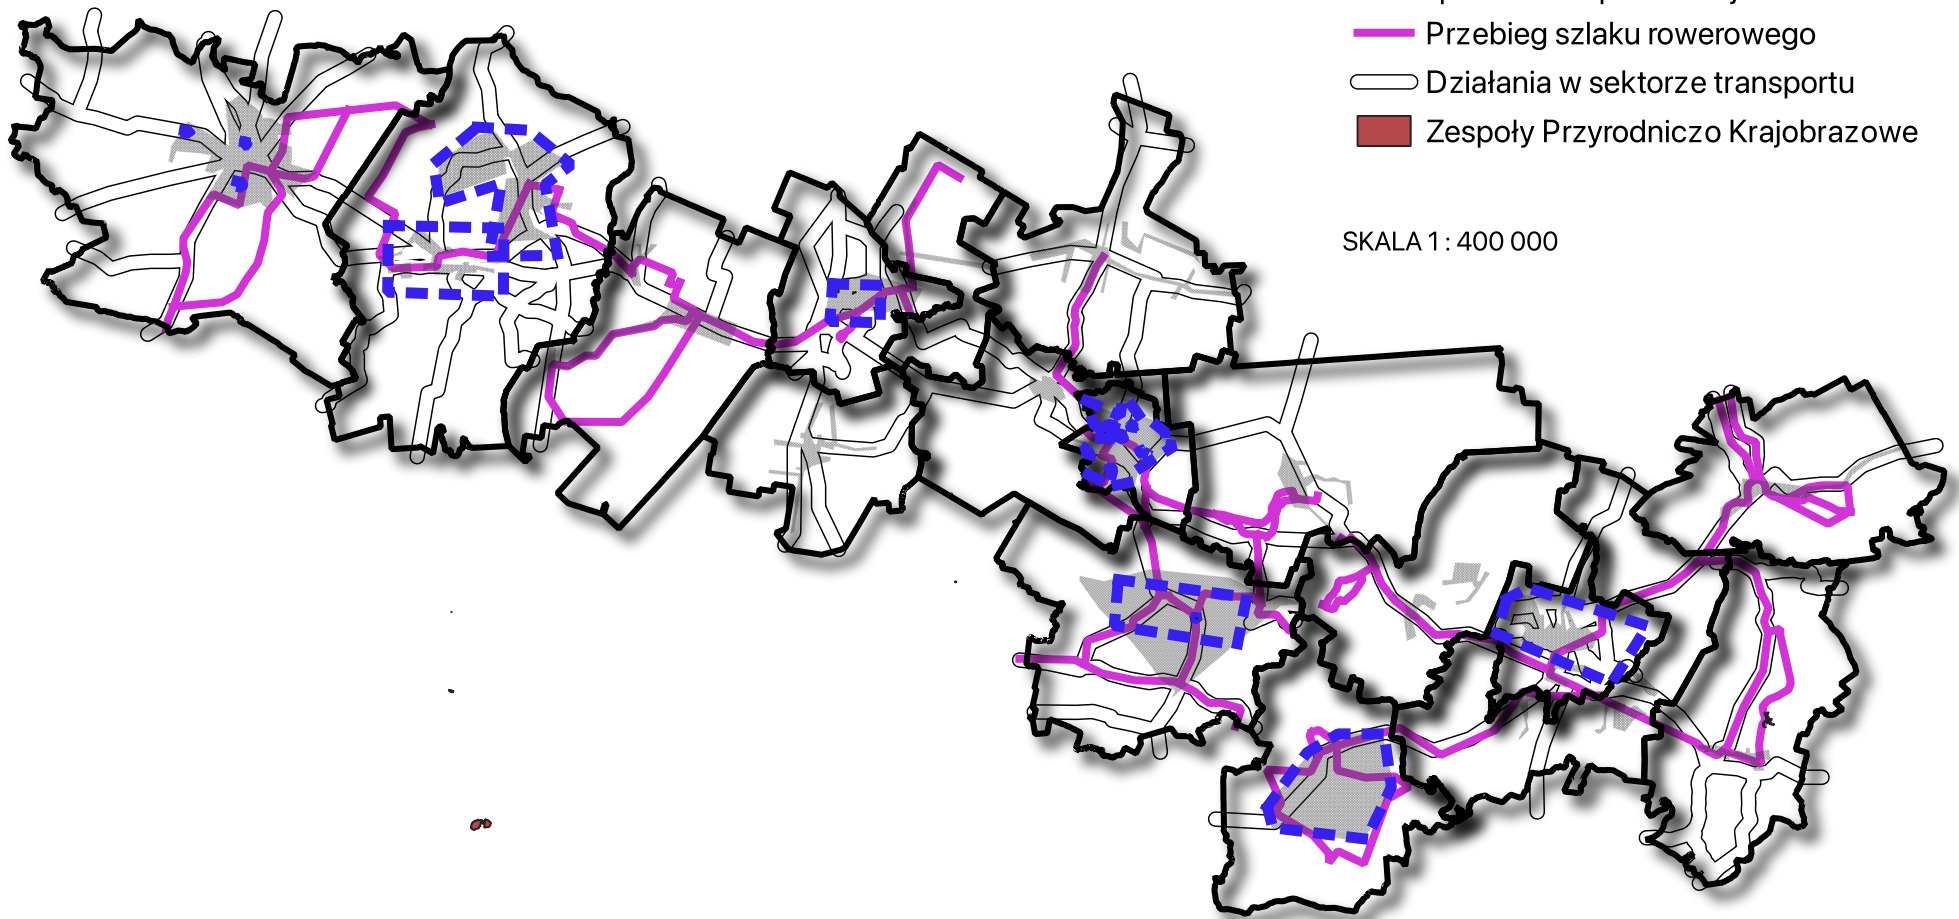 Przebieg szlaku rowerowego
Działania w sektorze transportu
Zespoły Przyrodniczo Krajobrazowe
SKALA 1 : 400 000